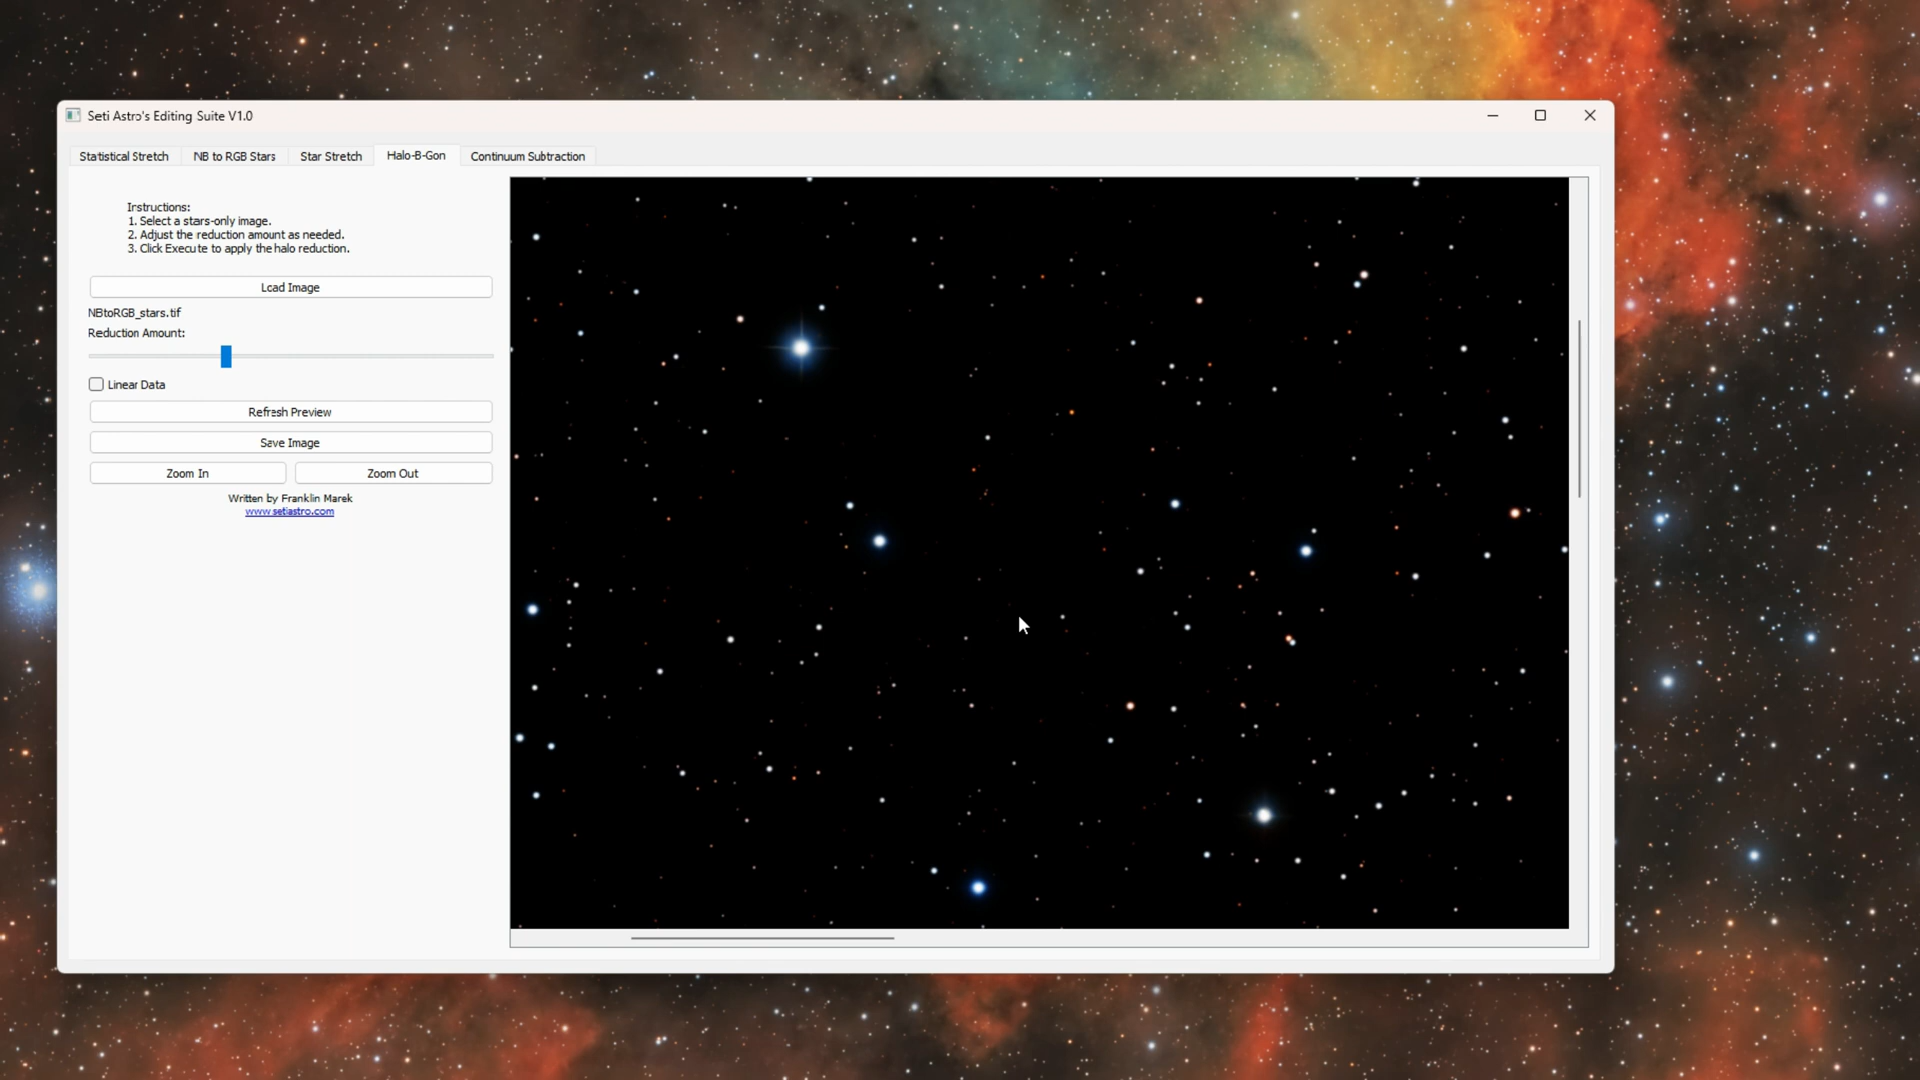 Seti Astro's Editing Suite V1.0
Statistical Stretch
NB to RGB Stars
Star Stretch
Halo-B-Gon
Continuum Subtraction
Instructions:
1. Select a stars-only image.
2. Adjust the reduction amount as needed.
3. Click Execute to apply the halo reduction.
Load Image
NBtoRGB_stars.tif
Reduction Amount:
Linear Data
Refresh Preview
Save Image
Zoom In
Zoom Out
Written by Franklin Marek
www.setiastro.com